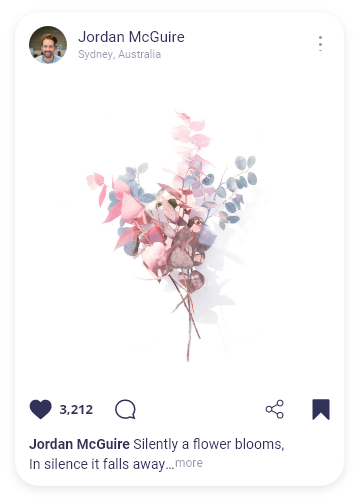 Jordan McGuire
Sydney, Australia
3,212
Jordan McGuire Silently a flower blooms,
In silence it falls away...more